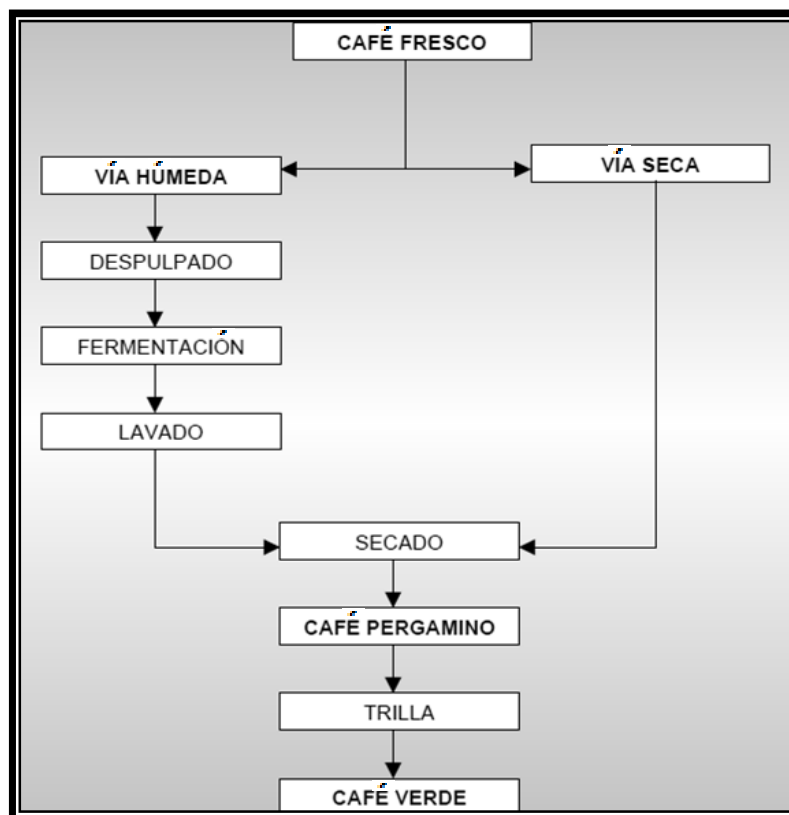 CAFÉ FRESCO
VÍA HÚMEDA
VÍA SECA
DESPULPADO
FERMENTACIÓN
LAVADO
SECADO
CAFÉ PERGAMINO
TRILLA
CAFÉ VERDE